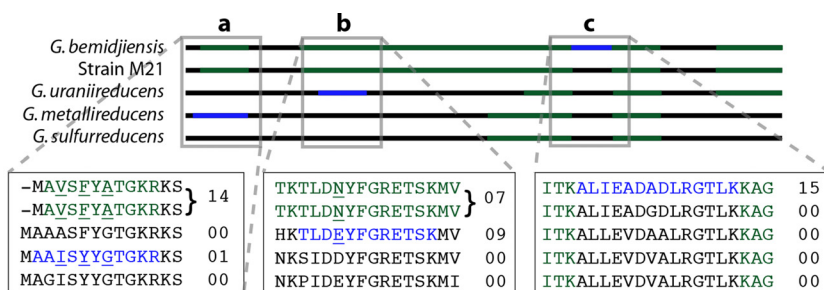 a b c
G. bemidjiensis
Strain M21
G. uraniireducens
G. metallireducens
G. sulfurreducens
-MAVSFYATGKRKS } 14
-MAVSFYATGKRKS
MAAASFYGTGKRKS 00
MAAISYYGTGKRKS 01
MAGISYYGTGKRKS 00
TKTLDNYFGRETSKMV } 07
TKTLDNYFGRETSKMV
HKTLDEYFGRETSKMV 09
NKSIDDYFGRETSKMV 00
NKPIDEYFGRETSKMI 00
ITKALIEADADLRGTLKKAG 15
ITKALIEADGDLRGTLKKAG 00
ITKALLEVDAALRGTLKKAG 00
ITKALLEVDVALRGTLKKAG 00
ITKALLEVDVALRGTLKKAG 00